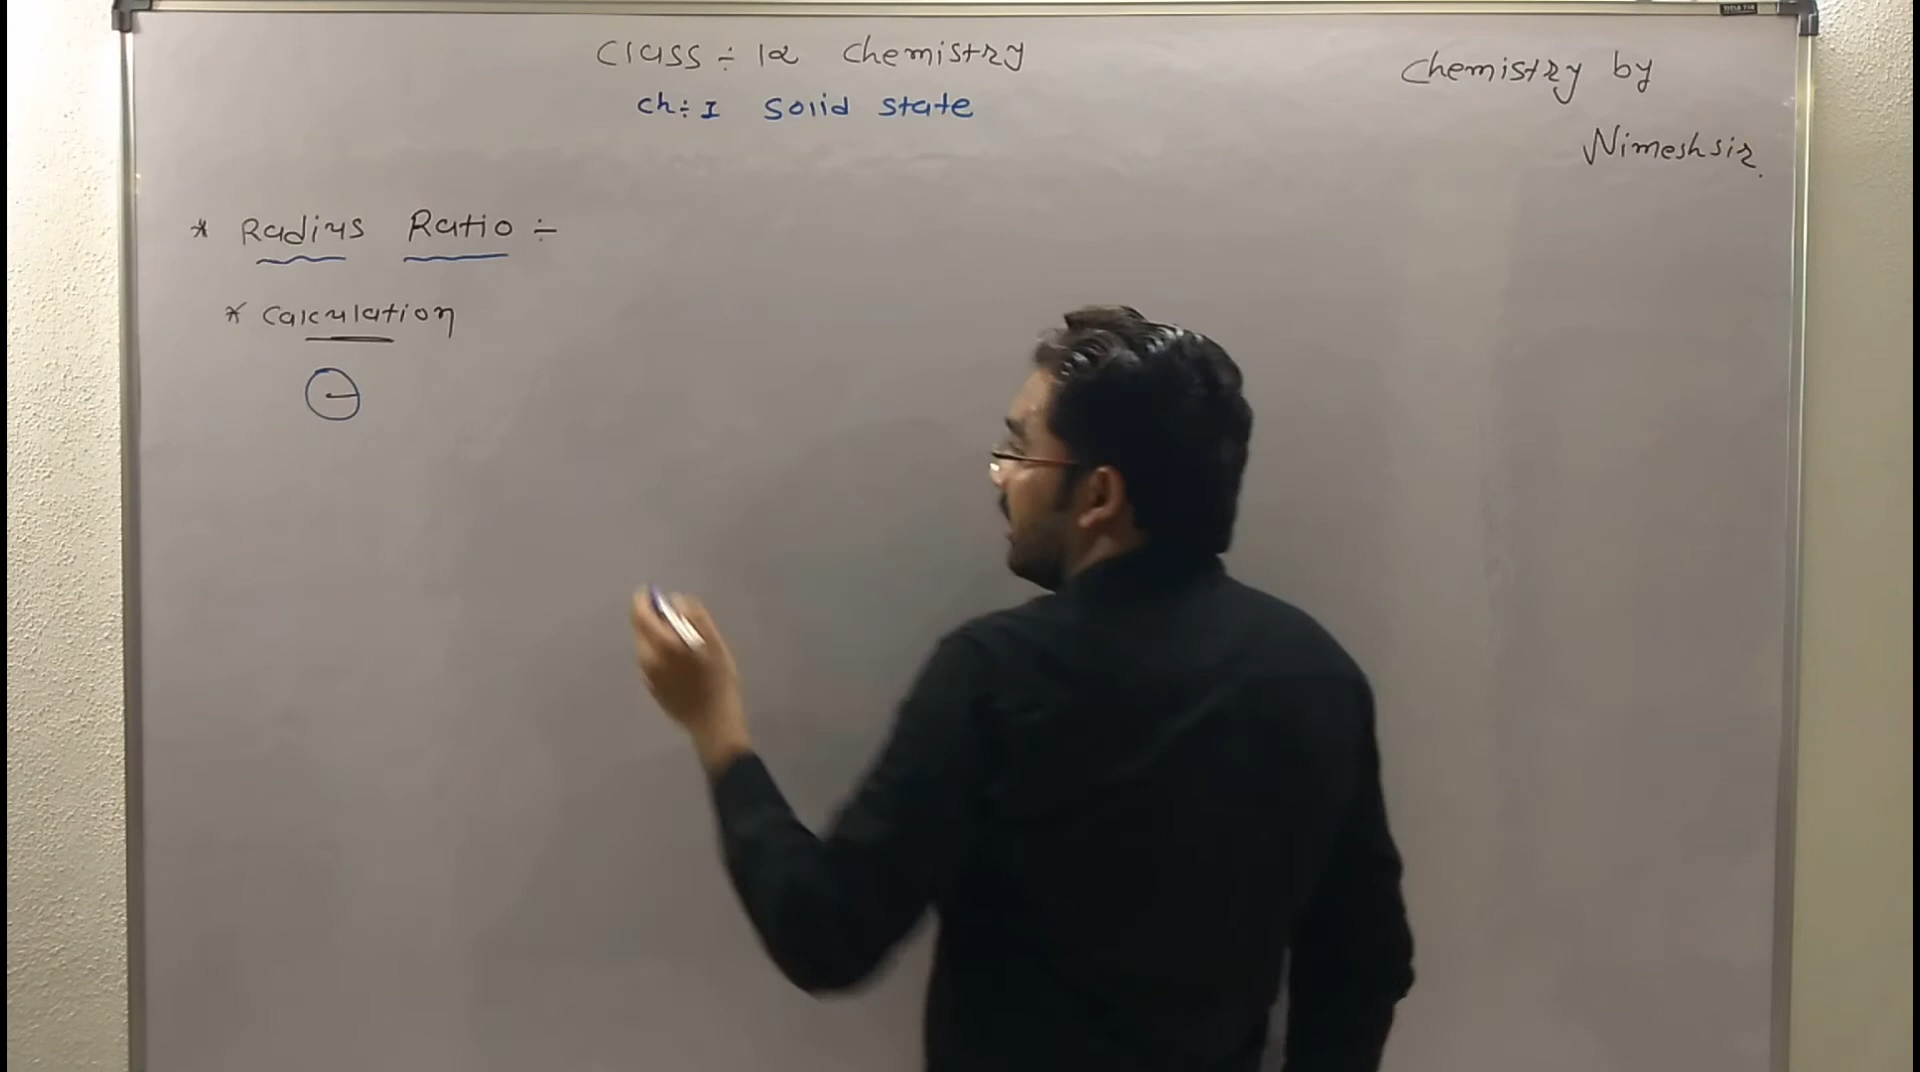 Class ÷ 12 Chemistry
Ch ÷ I Solid state
Chemistry by
Nimeshsir.
* Radius Ratio ÷
* Calculation